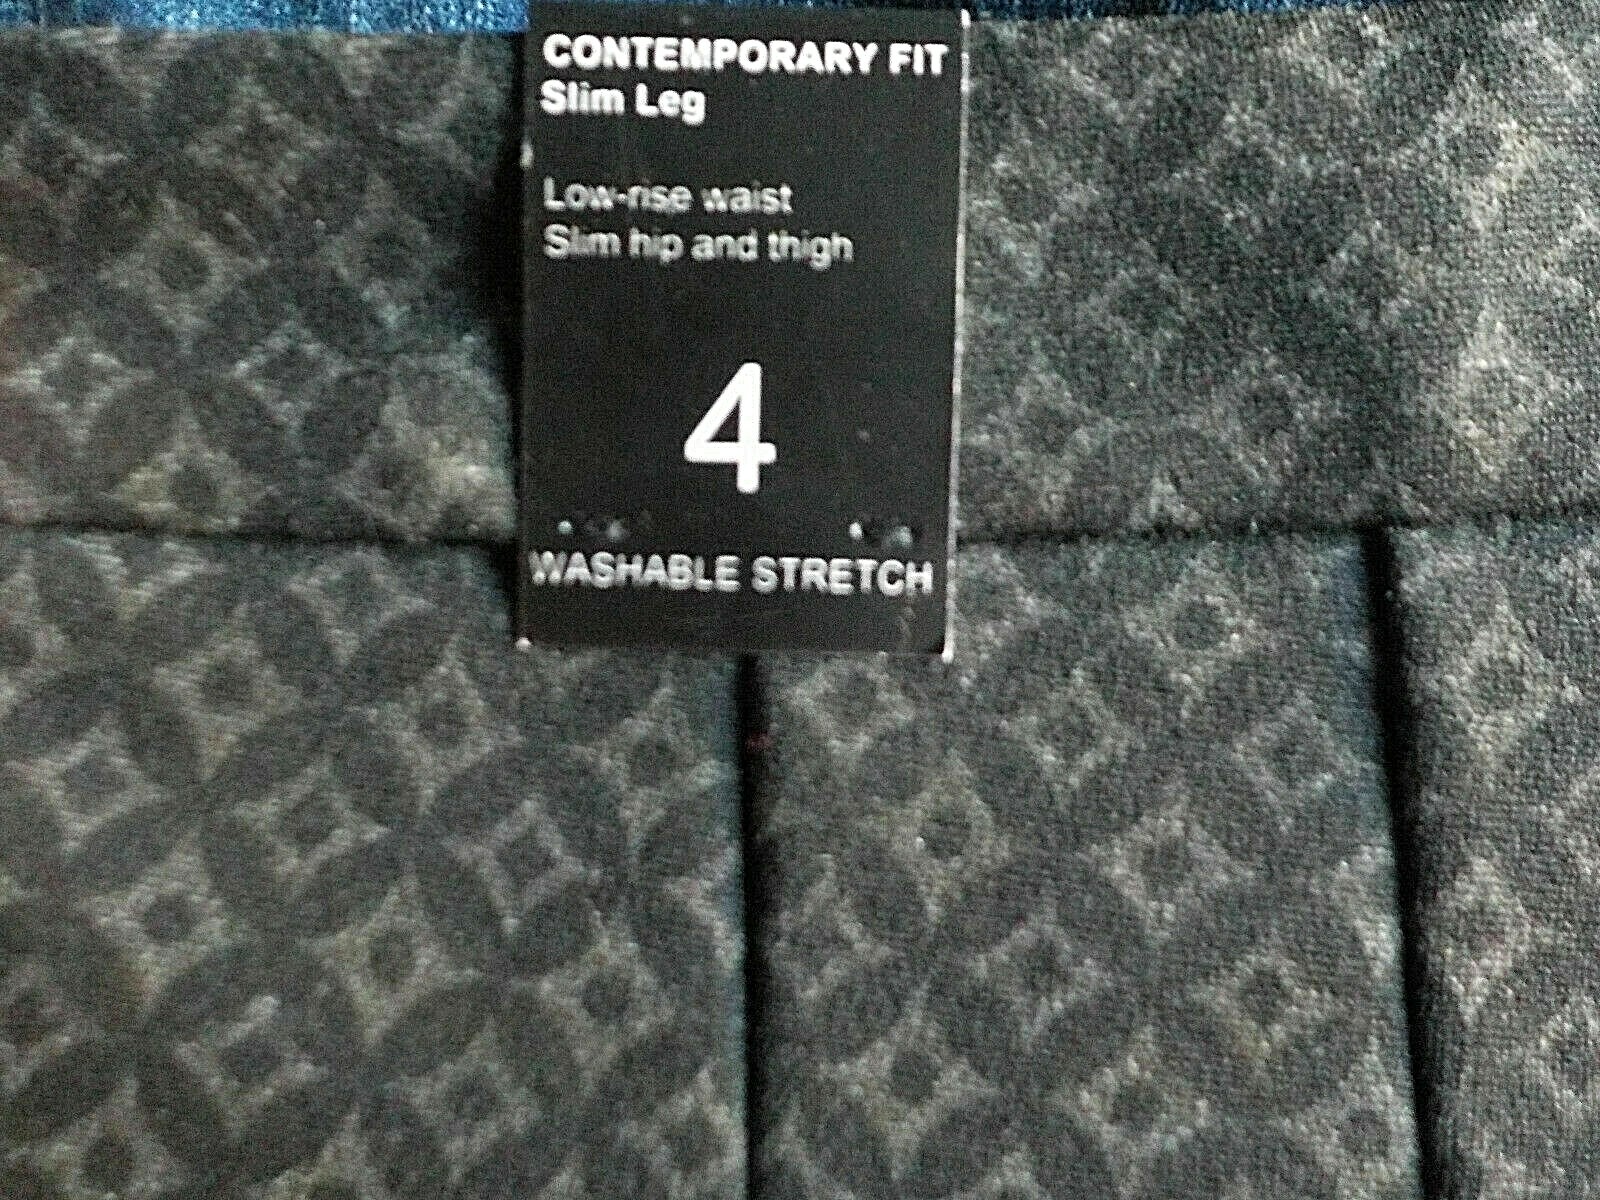 CONTEMPORARY FIT
Slim Leg
Low-rise waist
Slim hip and thigh
4
WASHABLE STRETCH